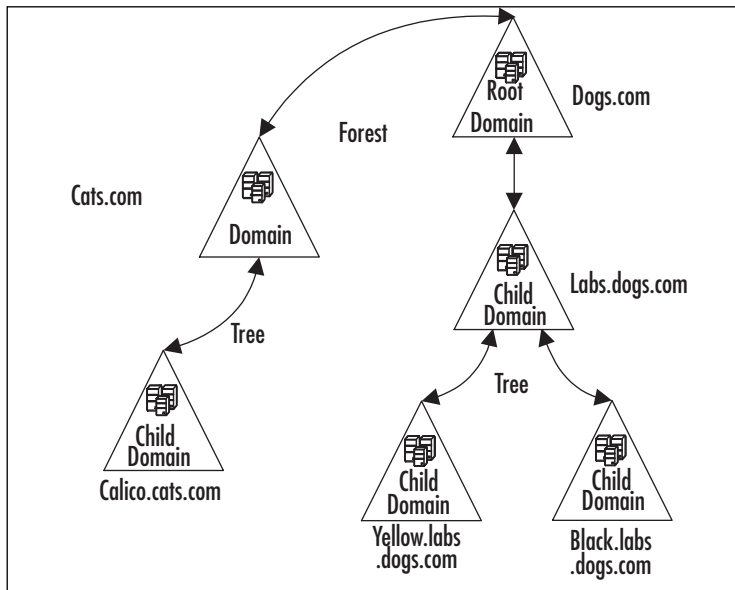 Root
Domain
Dogs.com
Forest
Cats.com
Domain
Child
Domain
Labs.dogs.com
Tree
Tree
Child
Domain
Calico.cats.com
Child
Domain
Yellow.labs
.dogs.com
Child
Domain
Black.labs
.dogs.com